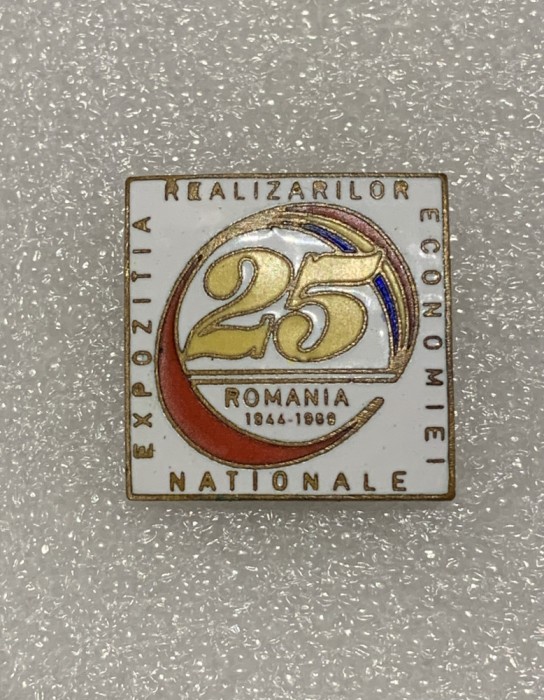 EXPOZITIA
REALIZARILOR
ECONOMIEI
NATIONALE
25
ROMANIA
1944-1969